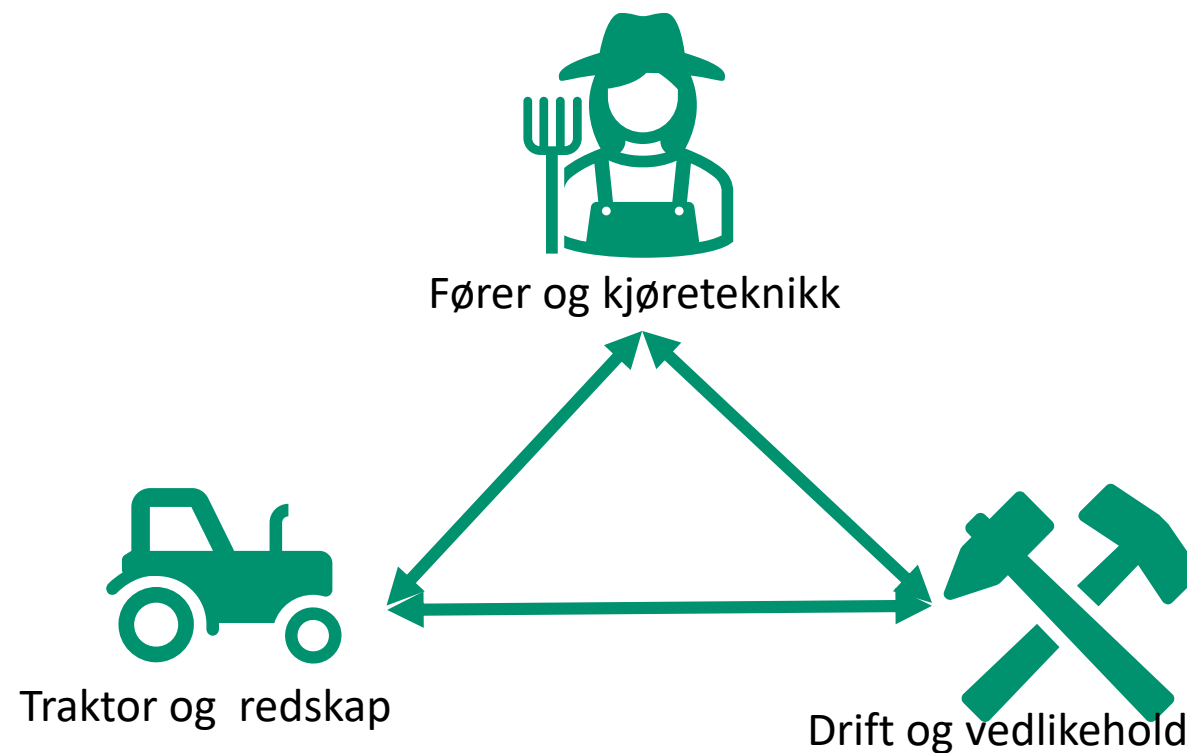 Fører og kjøreteknikk
Traktor og  redskap
Drift og vedlikehold